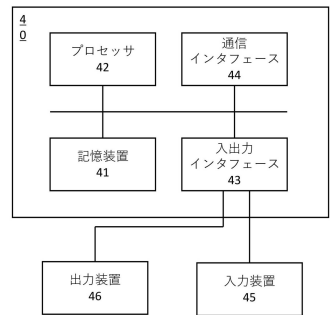 4
0
プロセッサ
42
通信
インタフェース
44
記憶装置
41
入出力
インタフェース
43
出力装置
46
入力装置
45